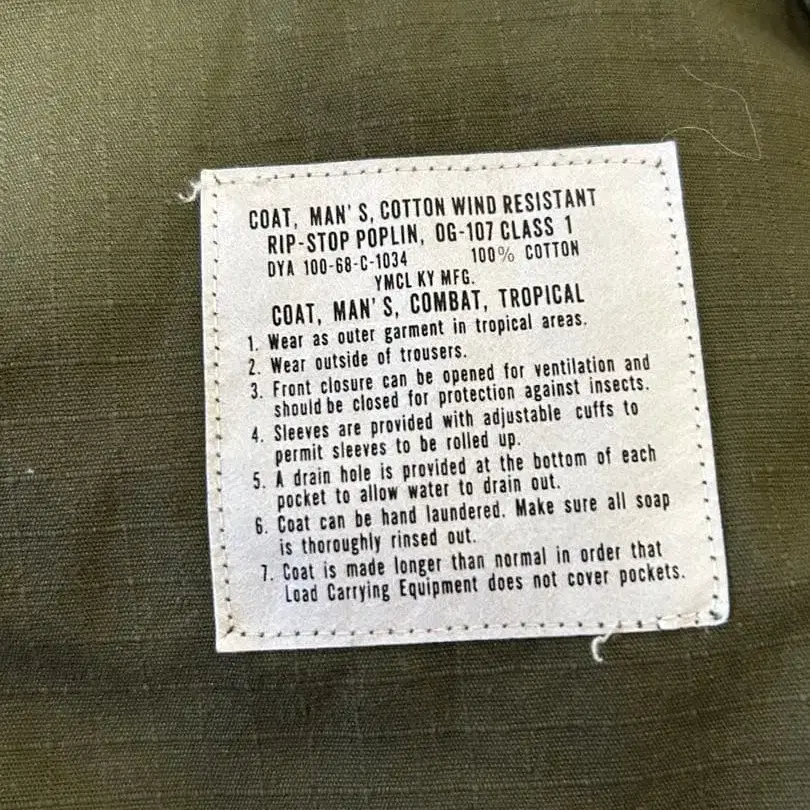 COAT, MAN'S, COTTON WIND RESISTANT
RIP-STOP POPLIN, OG-107 CLASS 1
DYA 100-68-C-1034 100% COTTON
YMCL KY MFG.
COAT, MAN'S, COMBAT, TROPICAL
1. Wear as outer garment in tropical areas.
2. Wear outside of trousers.
3. Front closure can be opened for ventilation and
should be closed for protection against insects.
4. Sleeves are provided with adjustable cuffs to
permit sleeves to be rolled up.
5. A drain hole is provided at the bottom of each
pocket to allow water to drain out.
6. Coat can be hand laundered. Make sure all soap
is thoroughly rinsed out.
7. Coat is made longer than normal in order that
Load Carrying Equipment does not cover pockets.